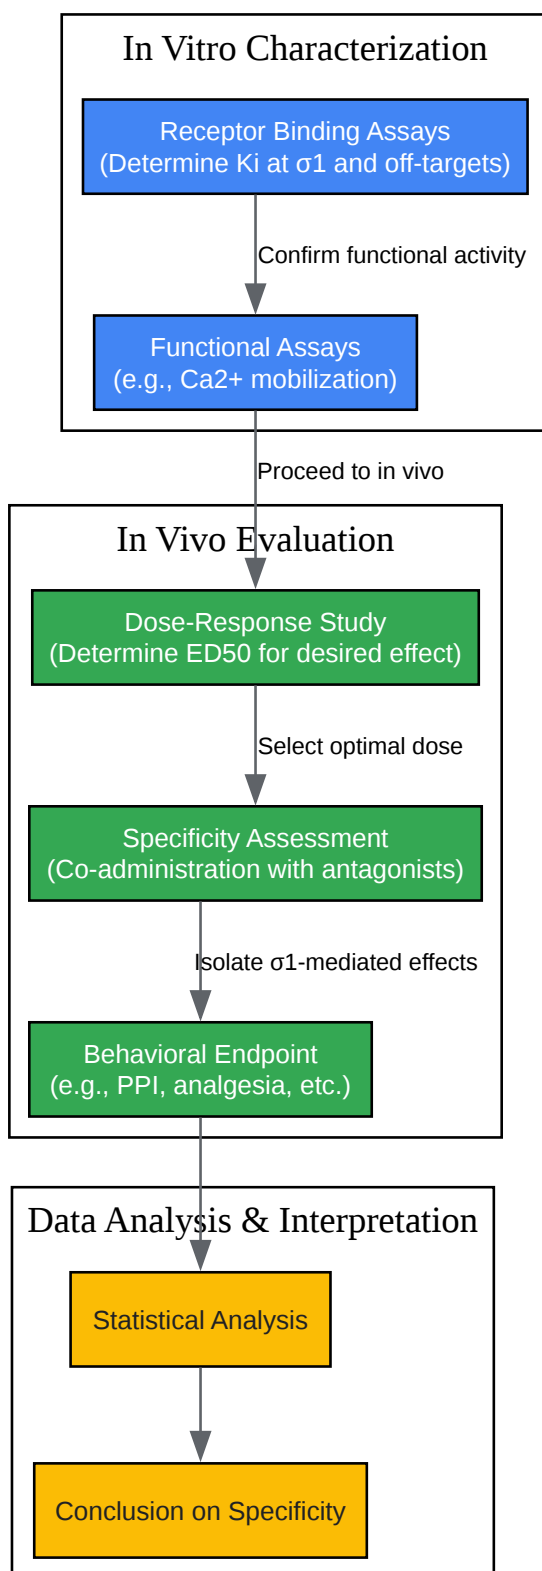 In Vitro Characterization
Receptor Binding Assays
(Determine Ki at σ1 and off-targets)
Confirm functional activity
Functional Assays
(e.g., Ca2+ mobilization)
Proceed to in vivo
In Vivo Evaluation
Dose-Response Study
(Determine ED50 for desired effect)
Select optimal dose
Specificity Assessment
(Co-administration with antagonists)
Isolate σ1-mediated effects
Behavioral Endpoint
(e.g., PPI, analgesia, etc.)
Data Analysis & Interpretation
Statistical Analysis
Conclusion on Specificity